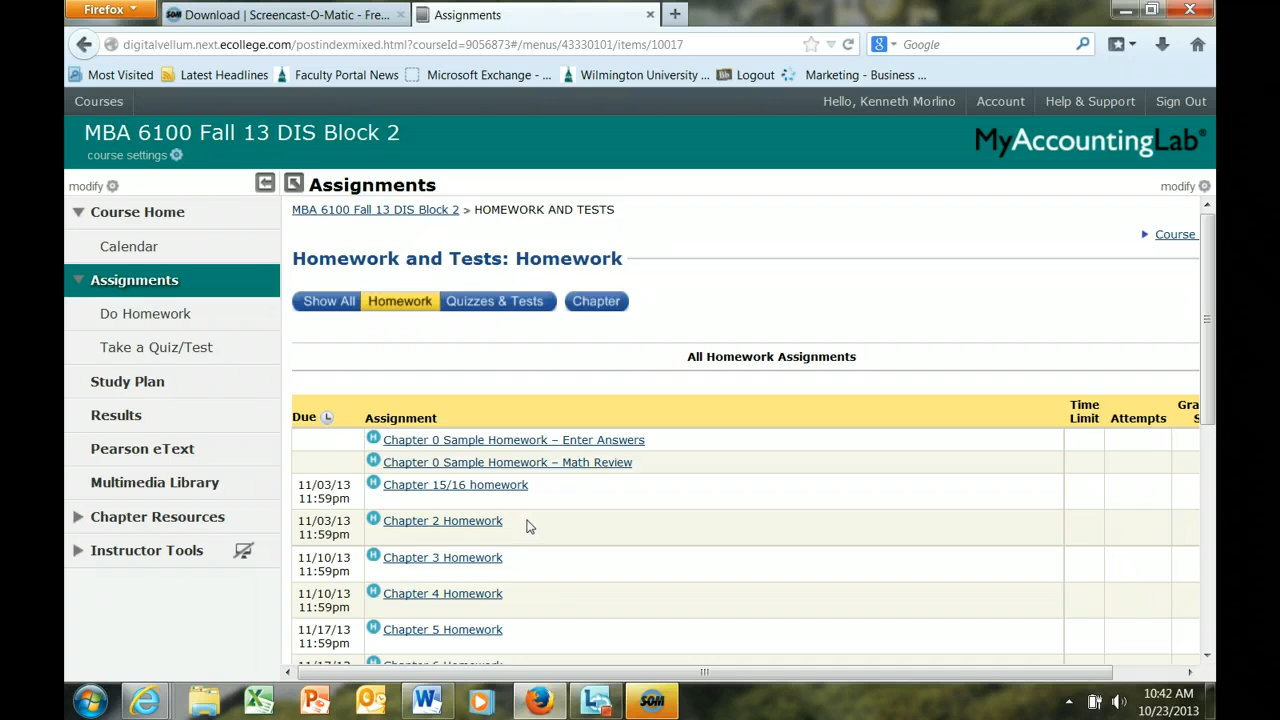 Firefox
Download | Screencast-O-Matic - Fre...
Assignments
digitalvellum.next.ecollege.com/postindexmixed.html?courseId=9056873#/menus/43330101/items/10017
Google
Most Visited
Latest Headlines
Faculty Portal News
Microsoft Exchange - ...
Wilmington University ...
Bb Logout
Marketing - Business ...
Courses
Hello, Kenneth Morlino
Account
Help & Support
Sign Out
MBA 6100 Fall 13 DIS Block 2
course settings
MyAccountingLab®
modify
Assignments
modify
Course Home
Calendar
Assignments
Do Homework
Take a Quiz/Test
Study Plan
Results
Pearson eText
Multimedia Library
Chapter Resources
Instructor Tools
MBA 6100 Fall 13 DIS Block 2 > HOMEWORK AND TESTS
Course
Homework and Tests: Homework
Show All Homework Quizzes & Tests Chapter
All Homework Assignments
Due Assignment Time Limit Attempts Gra S
H Chapter 0 Sample Homework – Enter Answers
H Chapter 0 Sample Homework – Math Review
11/03/13 11:59pm H Chapter 15/16 homework
11/03/13 11:59pm H Chapter 2 Homework
11/10/13 11:59pm H Chapter 3 Homework
11/10/13 11:59pm H Chapter 4 Homework
11/17/13 11:59pm H Chapter 5 Homework
SOM
10:42 AM
10/23/2013